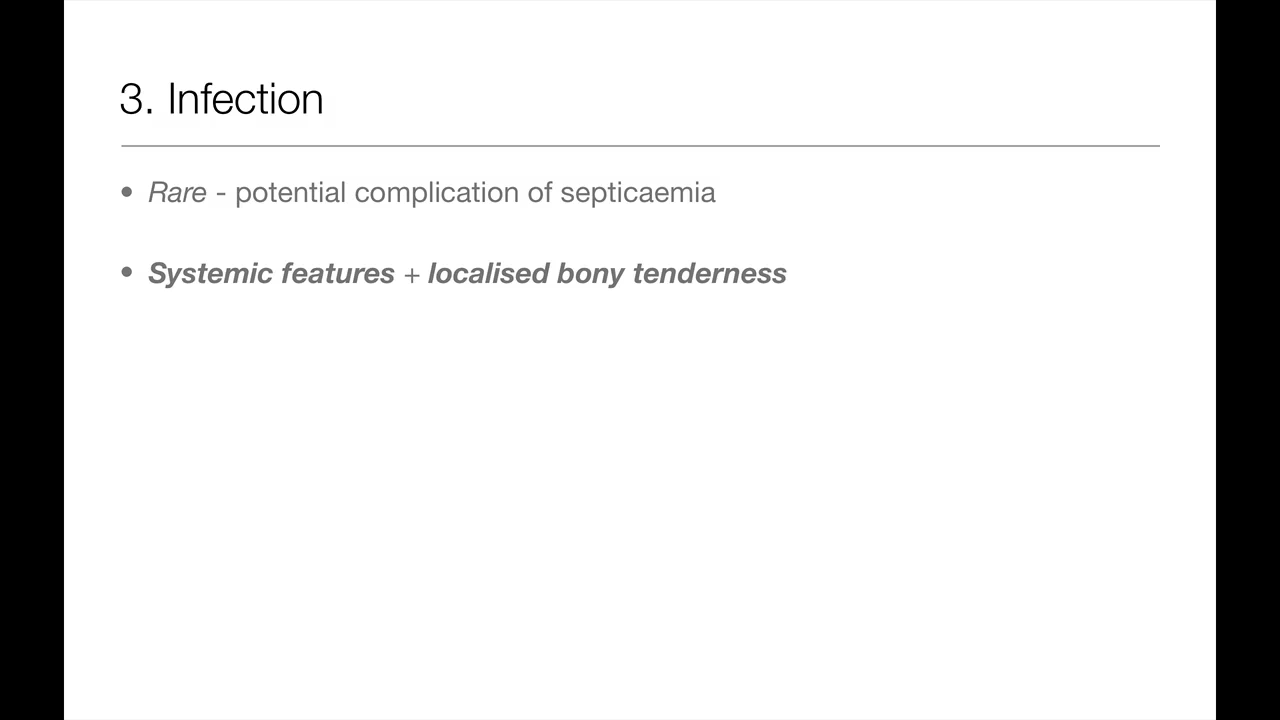 3. Infection
• Rare - potential complication of septicaemia
• Systemic features + localised bony tenderness